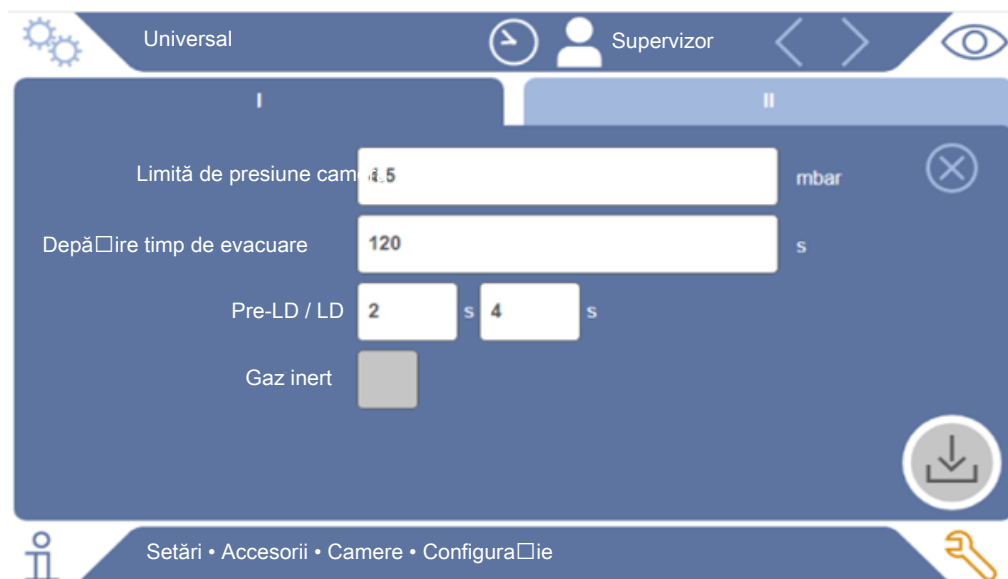 Universal
Supervizor
I
II
Limită de presiune
mbar
Depă□ire timp de evacuare
120
s
Pre-LD / LD
2
s
4
s
Gaz inert
Setări • Accesorii • Camere • Configura□ie